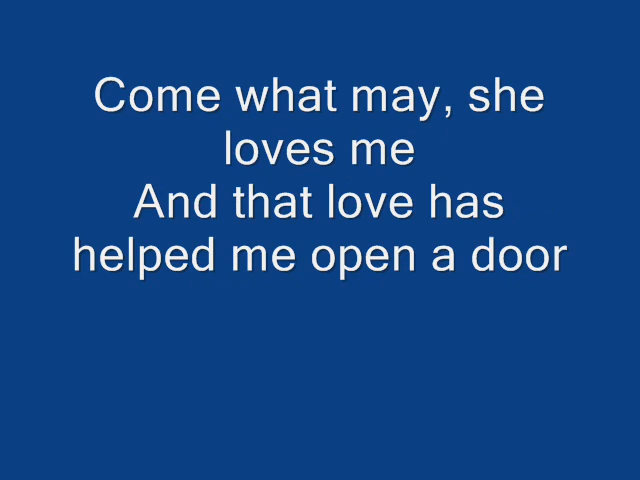 Come what may, she
loves me
And that love has
helped me open a door